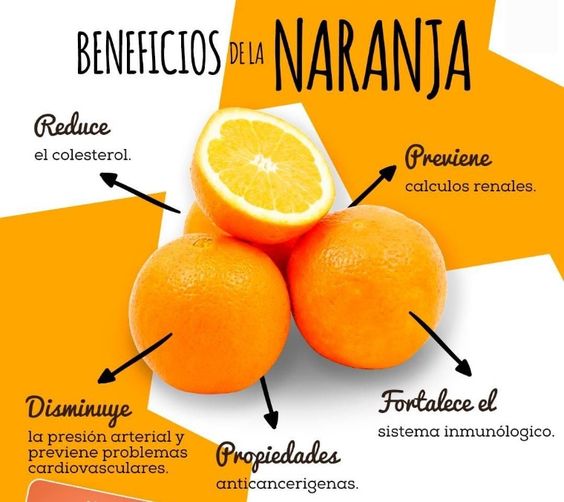 BENEFICIOS DE LA NARANJA
Reduce
el colesterol.
Previene
calculos renales.
Disminuye
la presión arterial y
previene problemas
cardiovasculares.
Propiedades
anticancerigenas.
Fortalece el
sistema inmunólogico.